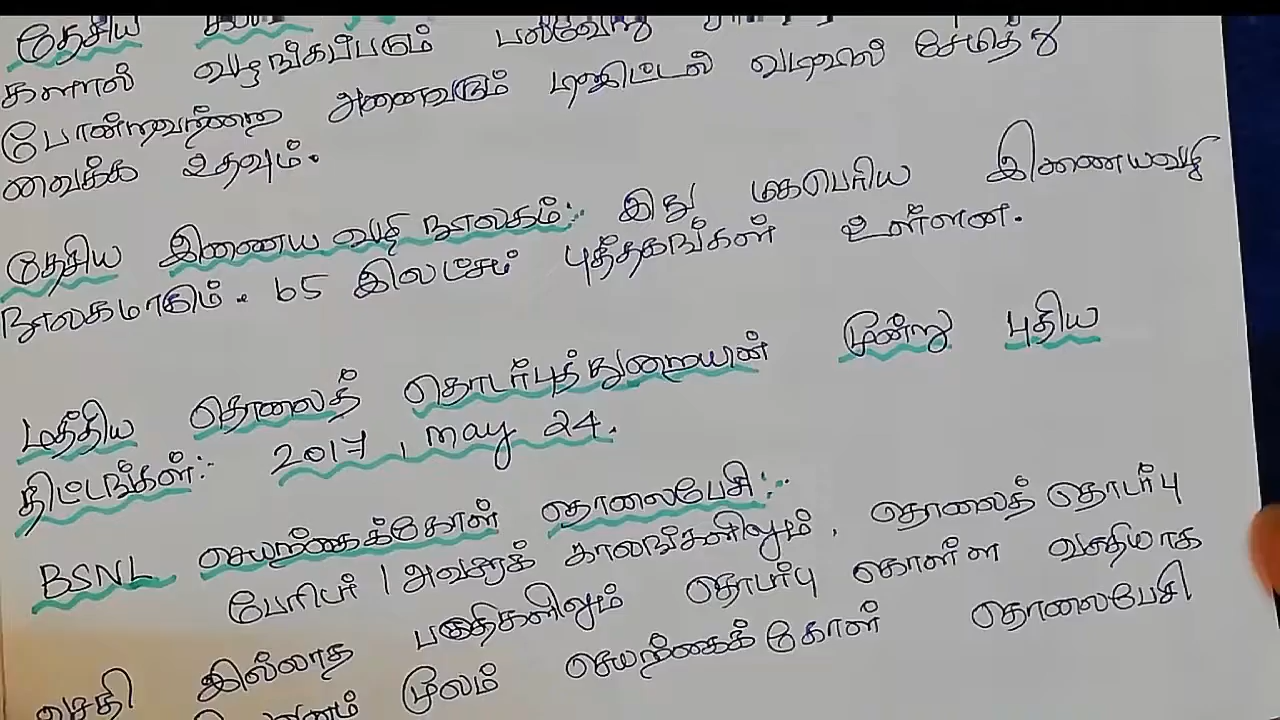 தேசிய
களால் வழங்கப்படும் பல்வேறு
போன்றவற்றை அனைவரும் டிஜிட்டல் வடிவில் சேமித்து
வைக்க உதவும்.
தேசிய இணைய வழி நூலகம்:- இது மகபெரிய இணையவழி
நூலகமாகும். 65 இலட்சம் புத்தகங்கள் உள்ளன.
மத்திய தொலைத் தொடர்புத்துறையின் மூன்று புதிய
திட்டங்கள்:- 2017, may 24.
BSNL செயற்கைக்கோள் தொலைபேசி:-
பேரிடர் / அவசரக் காலங்களிலும், தொலைத் தொடர்பு
வசதி இல்லாத பகுதிகளிலும் தொடர்பு கொள்ள வசதியாக
மூலம் செயற்கைக்கோள் தொலைபேசி